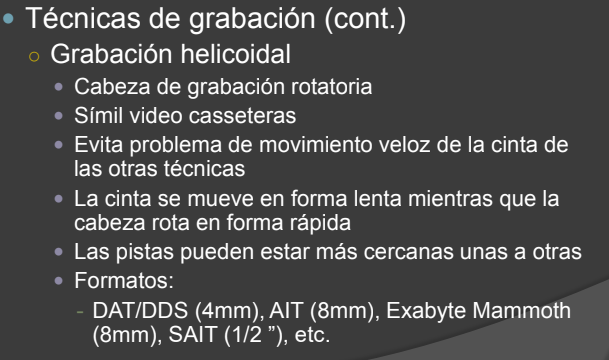 Técnicas de grabación (cont.)
Grabación helicoidal
Cabeza de grabación rotatoria
Símil video casseteras
Evita problema de movimiento veloz de la cinta de
las otras técnicas
La cinta se mueve en forma lenta mientras que la
cabeza rota en forma rápida
Las pistas pueden estar más cercanas unas a otras
Formatos:
- DAT/DDS (4mm), AIT (8mm), Exabyte Mammoth
(8mm), SAIT (1/2 ”), etc.